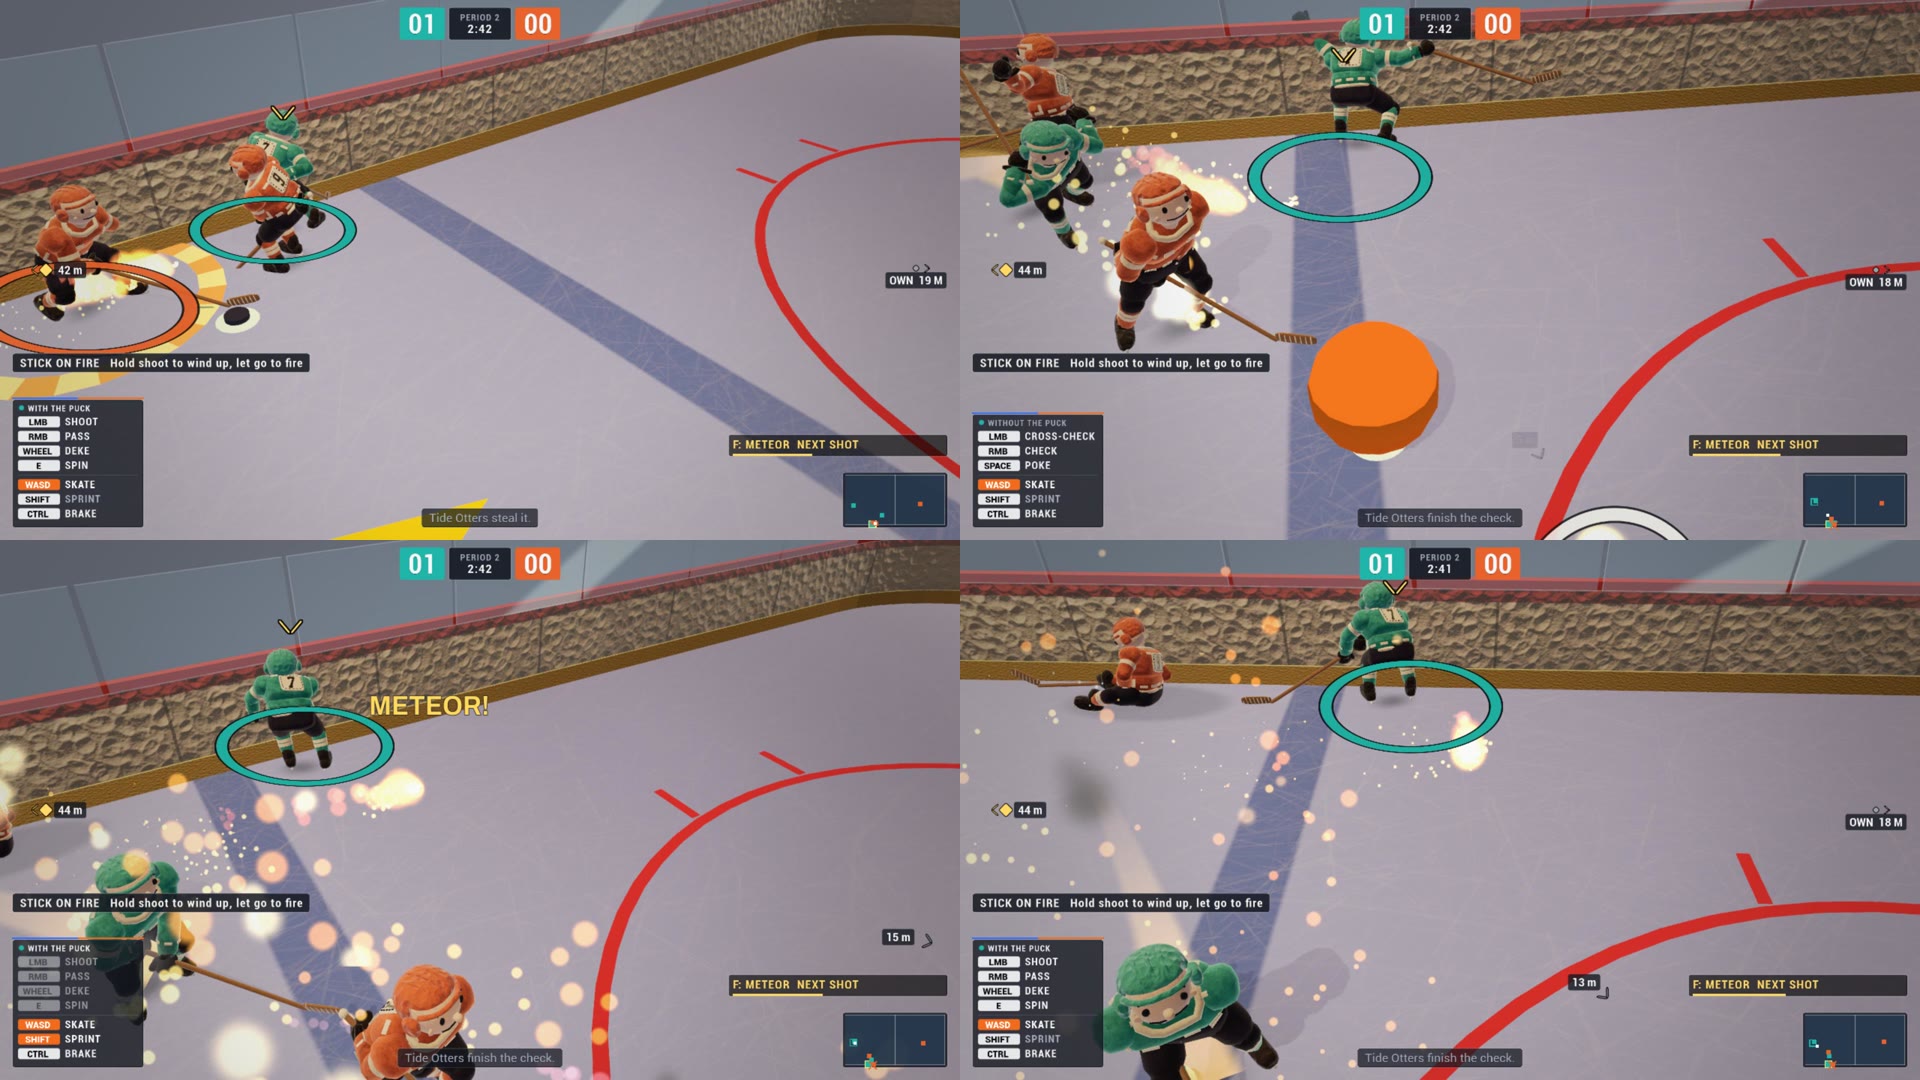 01 PERIOD 2 2:42 00
7
9
42 m
OWN 19 M
STICK ON FIRE Hold shoot to wind up, let go to fire
WITH THE PUCK
LMB SHOOT
RMB PASS
WHEEL DEKE
E SPIN
WASD SKATE
SHIFT SPRINT
CTRL BRAKE
F: METEOR NEXT SHOT
Tide Otters steal it.
01 PERIOD 2 2:42 00
44 m
OWN 18 M
STICK ON FIRE Hold shoot to wind up, let go to fire
WITHOUT THE PUCK
LMB CROSS-CHECK
RMB CHECK
SPACE POKE
WASD SKATE
SHIFT SPRINT
CTRL BRAKE
F: METEOR NEXT SHOT
Tide Otters finish the check.
01 PERIOD 2 2:42 00
7
METEOR!
44 m
STICK ON FIRE Hold shoot to wind up, let go to fire
15 m
WITH THE PUCK
LMB SHOOT
RMB PASS
WHEEL DEKE
E SPIN
WASD SKATE
SHIFT SPRINT
CTRL BRAKE
F: METEOR NEXT SHOT
1
Tide Otters finish the check.
01 PERIOD 2 2:41 00
7
44 m
OWN 18 M
STICK ON FIRE Hold shoot to wind up, let go to fire
13 m
WITH THE PUCK
LMB SHOOT
RMB PASS
WHEEL DEKE
E SPIN
WASD SKATE
SHIFT SPRINT
CTRL BRAKE
F: METEOR NEXT SHOT
Tide Otters finish the check.